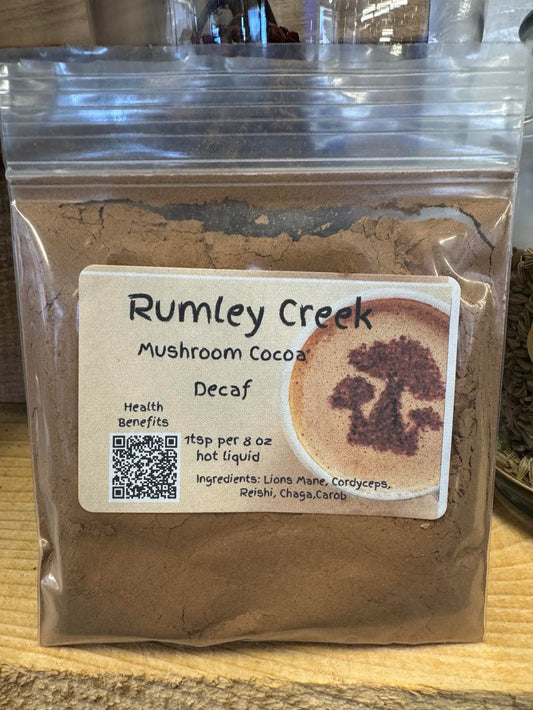 Rumley Creek
Mushroom Cocoa
Decaf
Health
Benefits
1tsp per 8 oz
hot liquid
Ingredients: Lions Mane, Cordyceps,
Reishi, Chaga,Carob